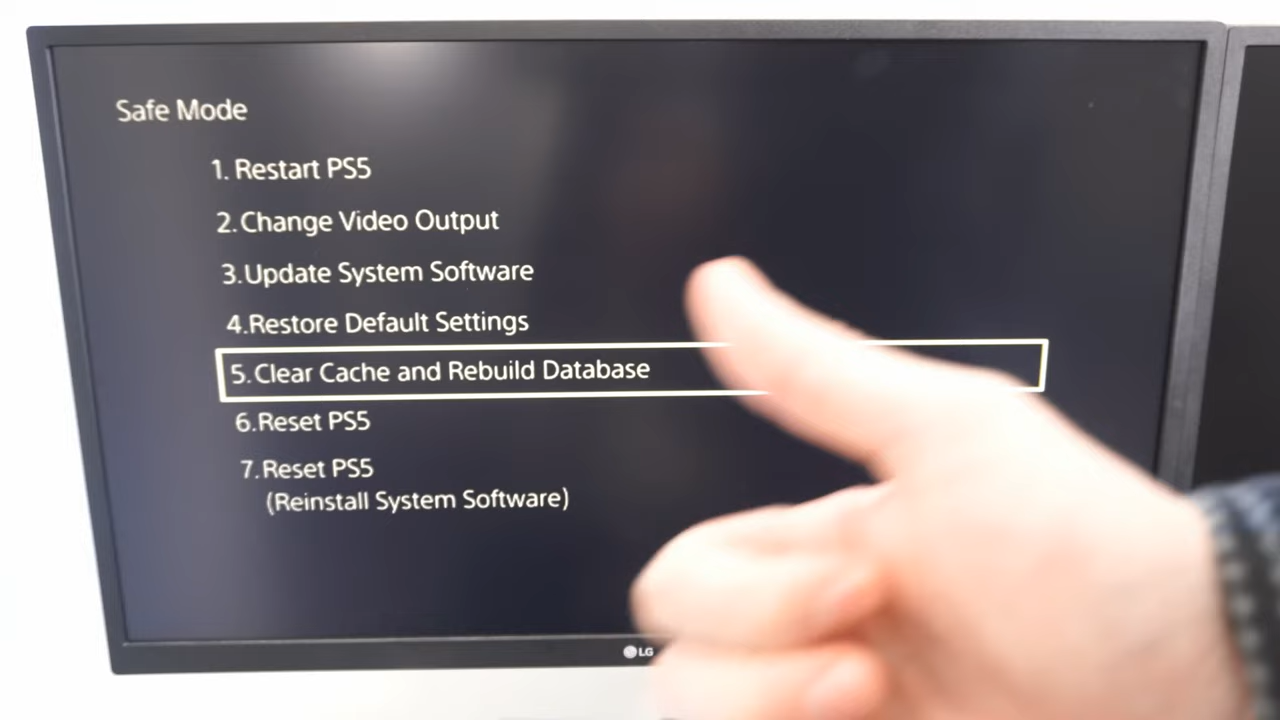 Safe Mode
1. Restart PS5
2. Change Video Output
3. Update System Software
4. Restore Default Settings
5. Clear Cache and Rebuild Database
6. Reset PS5
7. Reset PS5
(Reinstall System Software)
LG